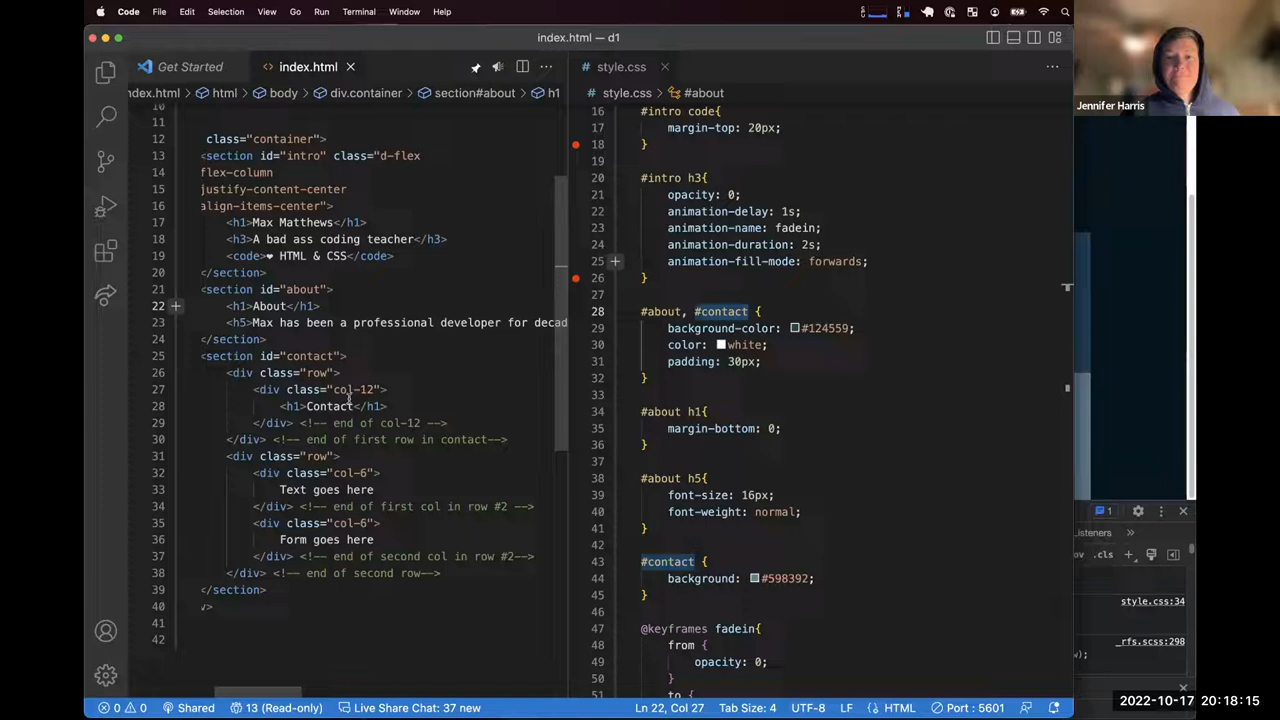 Code File Edit Selection View Go Run Terminal Window Help
index.html — d1
Jennifer Harris
Get Started
<> index.html
style.css
ndex.html > html > body > div.container > section#about > h1
style.css > #about
10
11
12 class="container">
13 <section id="intro" class="d-flex
14 flex-column
15 justify-content-center
16 align-items-center">
17 <h1>Max Matthews</h1>
18 <h3>A bad ass coding teacher</h3>
19 <code>❤ HTML & CSS</code>
20 </section>
21 <section id="about">
22 <h1>About</h1>
23 <h5>Max has been a professional developer for decad
24 </section>
25 <section id="contact">
26 <div class="row">
27 <div class="col-12">
28 <h1>Contact</h1>
29 </div> <!-- end of col-12 -->
30 </div> <!-- end of first row in contact-->
31 <div class="row">
32 <div class="col-6">
33 Text goes here
34 </div> <!-- end of first col in row #2 -->
35 <div class="col-6">
36 Form goes here
37 </div> <!-- end of second col in row #2-->
38 </div> <!-- end of second row-->
39 </section>
40 />
41
42
16 #intro code{
17 margin-top: 20px;
18 }
19
20 #intro h3{
21 opacity: 0;
22 animation-delay: 1s;
23 animation-name: fadein;
24 animation-duration: 2s;
25 animation-fill-mode: forwards;
26 }
27
28 #about, #contact {
29 background-color: #124559;
30 color: white;
31 padding: 30px;
32 }
33
34 #about h1{
35 margin-bottom: 0;
36 }
37
38 #about h5{
39 font-size: 16px;
40 font-weight: normal;
41 }
42
43 #contact {
44 background: #598392;
45 }
46
47 @keyframes fadein{
48 from {
49 opacity: 0;
50 }
51 to {
1
isteners
ov .cls
style.css:34
_rfs.scss:298
w);
0 0 Shared 13 (Read-only) Live Share Chat: 37 new
Ln 22, Col 27 Tab Size: 4 UTF-8 LF HTML Port : 5601
2022-10-17 20:18:15